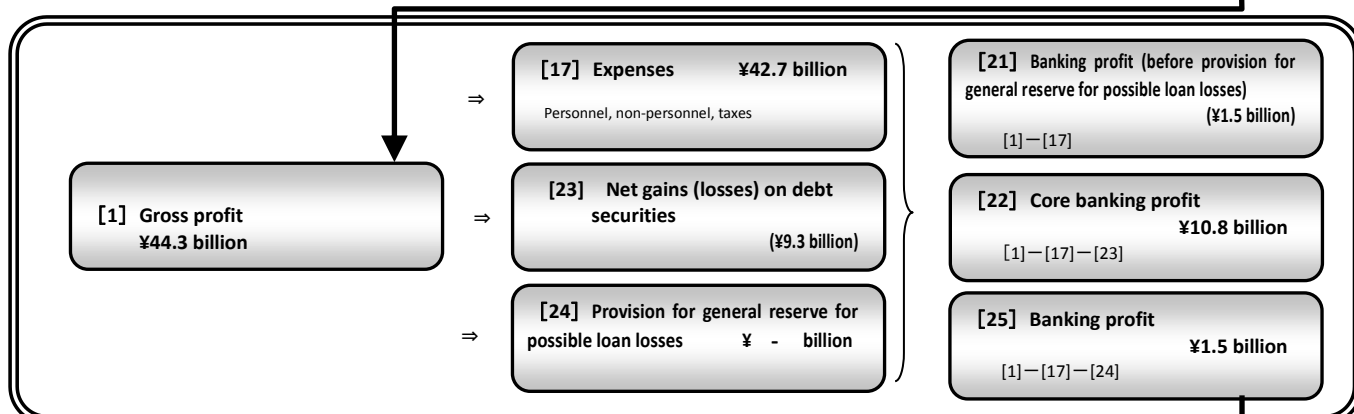 [1] Gross profit
¥44.3 billion
⇒
[17] Expenses ¥42.7 billion
Personnel, non-personnel, taxes
⇒
[23] Net gains (losses) on debt
securities
(¥9.3 billion)
⇒
[24] Provision for general reserve for
possible loan losses ¥ - billion
[21] Banking profit (before provision for
general reserve for possible loan losses)
(¥1.5 billion)
[1]－[17]
[22] Core banking profit
¥10.8 billion
[1]－[17]－[23]
[25] Banking profit
¥1.5 billion
[1]－[17]－[24]